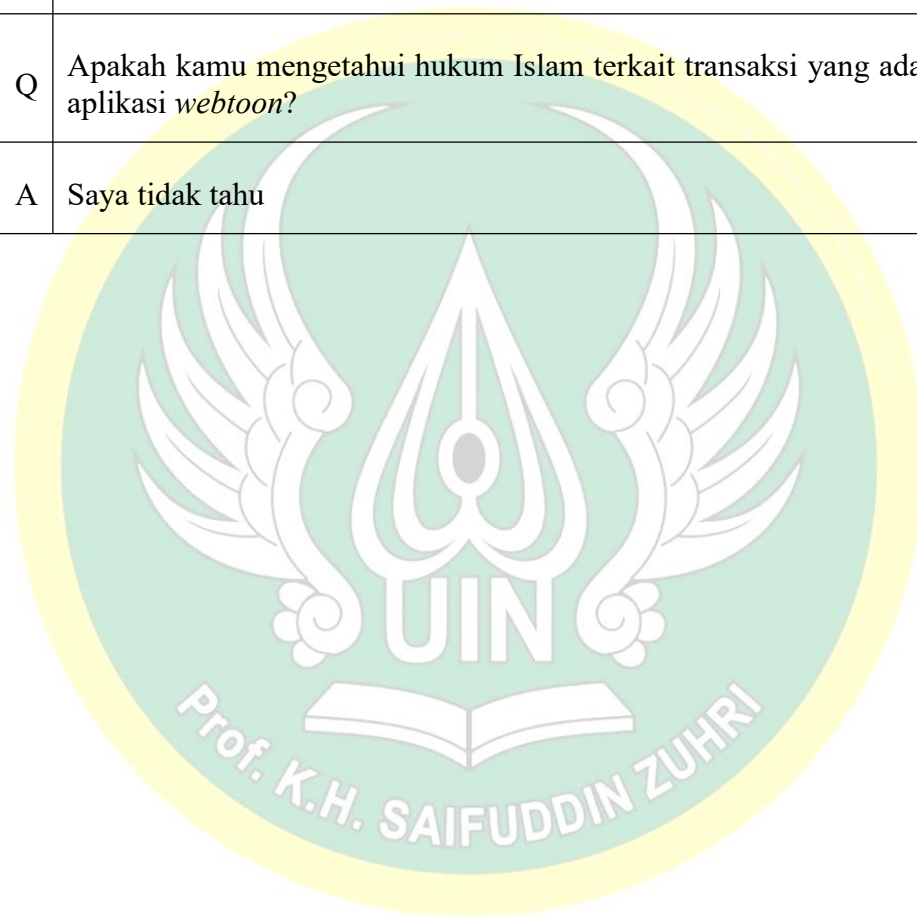 Q
Apakah kamu mengetahui hukum Islam terkait transaksi yang ada
aplikasi webtoon?
A
Saya tidak tahu
UIN
Prof. K.H. SAIFUDDIN ZUHRI